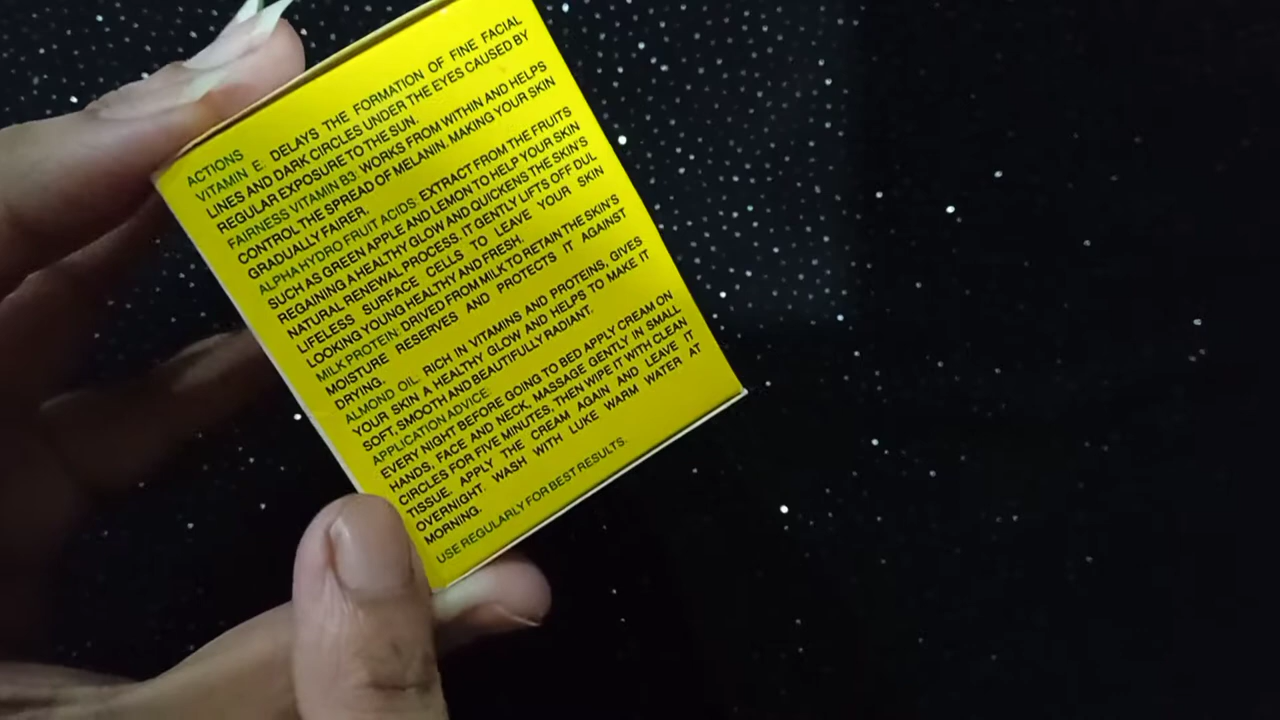 ACTIONS
VITAMIN E. DELAYS THE FORMATION OF FINE FACIAL
LINES AND DARK CIRCLES UNDER THE EYES CAUSED BY
REGULAR EXPOSURE TO THE SUN.
FAIRNESS VITAMIN B3: WORKS FROM WITHIN AND HELPS
CONTROL THE SPREAD OF MELANIN, MAKING YOUR SKIN
GRADUALLY FAIRER.
ALPHA HYDRO FRUIT ACIDS: EXTRACT FROM THE FRUITS
SUCH AS GREEN APPLE AND LEMON TO HELP YOUR SKIN
REGAINING A HEALTHY GLOW AND QUICKENS THE SKIN'S
NATURAL RENEWAL PROCESS. IT GENTLY LIFTS OFF DUL
LIFELESS SURFACE CELLS TO LEAVE YOUR SKIN
LOOKING YOUNG HEALTHY AND FRESH.
MILK PROTEIN: DRIVED FROM MILK TO RETAIN THE SKIN'S
MOISTURE RESERVES AND PROTECTS IT AGAINST
DRYING.
ALMOND OIL: RICH IN VITAMINS AND PROTEINS, GIVES
YOUR SKIN A HEALTHY GLOW AND HELPS TO MAKE IT
SOFT, SMOOTH AND BEAUTIFULLY RADIANT.
APPLICATION ADVICE:
EVERY NIGHT BEFORE GOING TO BED APPLY CREAM ON
HANDS, FACE AND NECK, MASSAGE GENTLY IN SMALL
CIRCLES FOR FIVE MINUTES, THEN WIPE IT WITH CLEAN
TISSUE. APPLY THE CREAM AGAIN AND LEAVE IT
OVERNIGHT. WASH WITH LUKE WARM WATER AT
MORNING.
USE REGULARLY FOR BEST RESULTS.